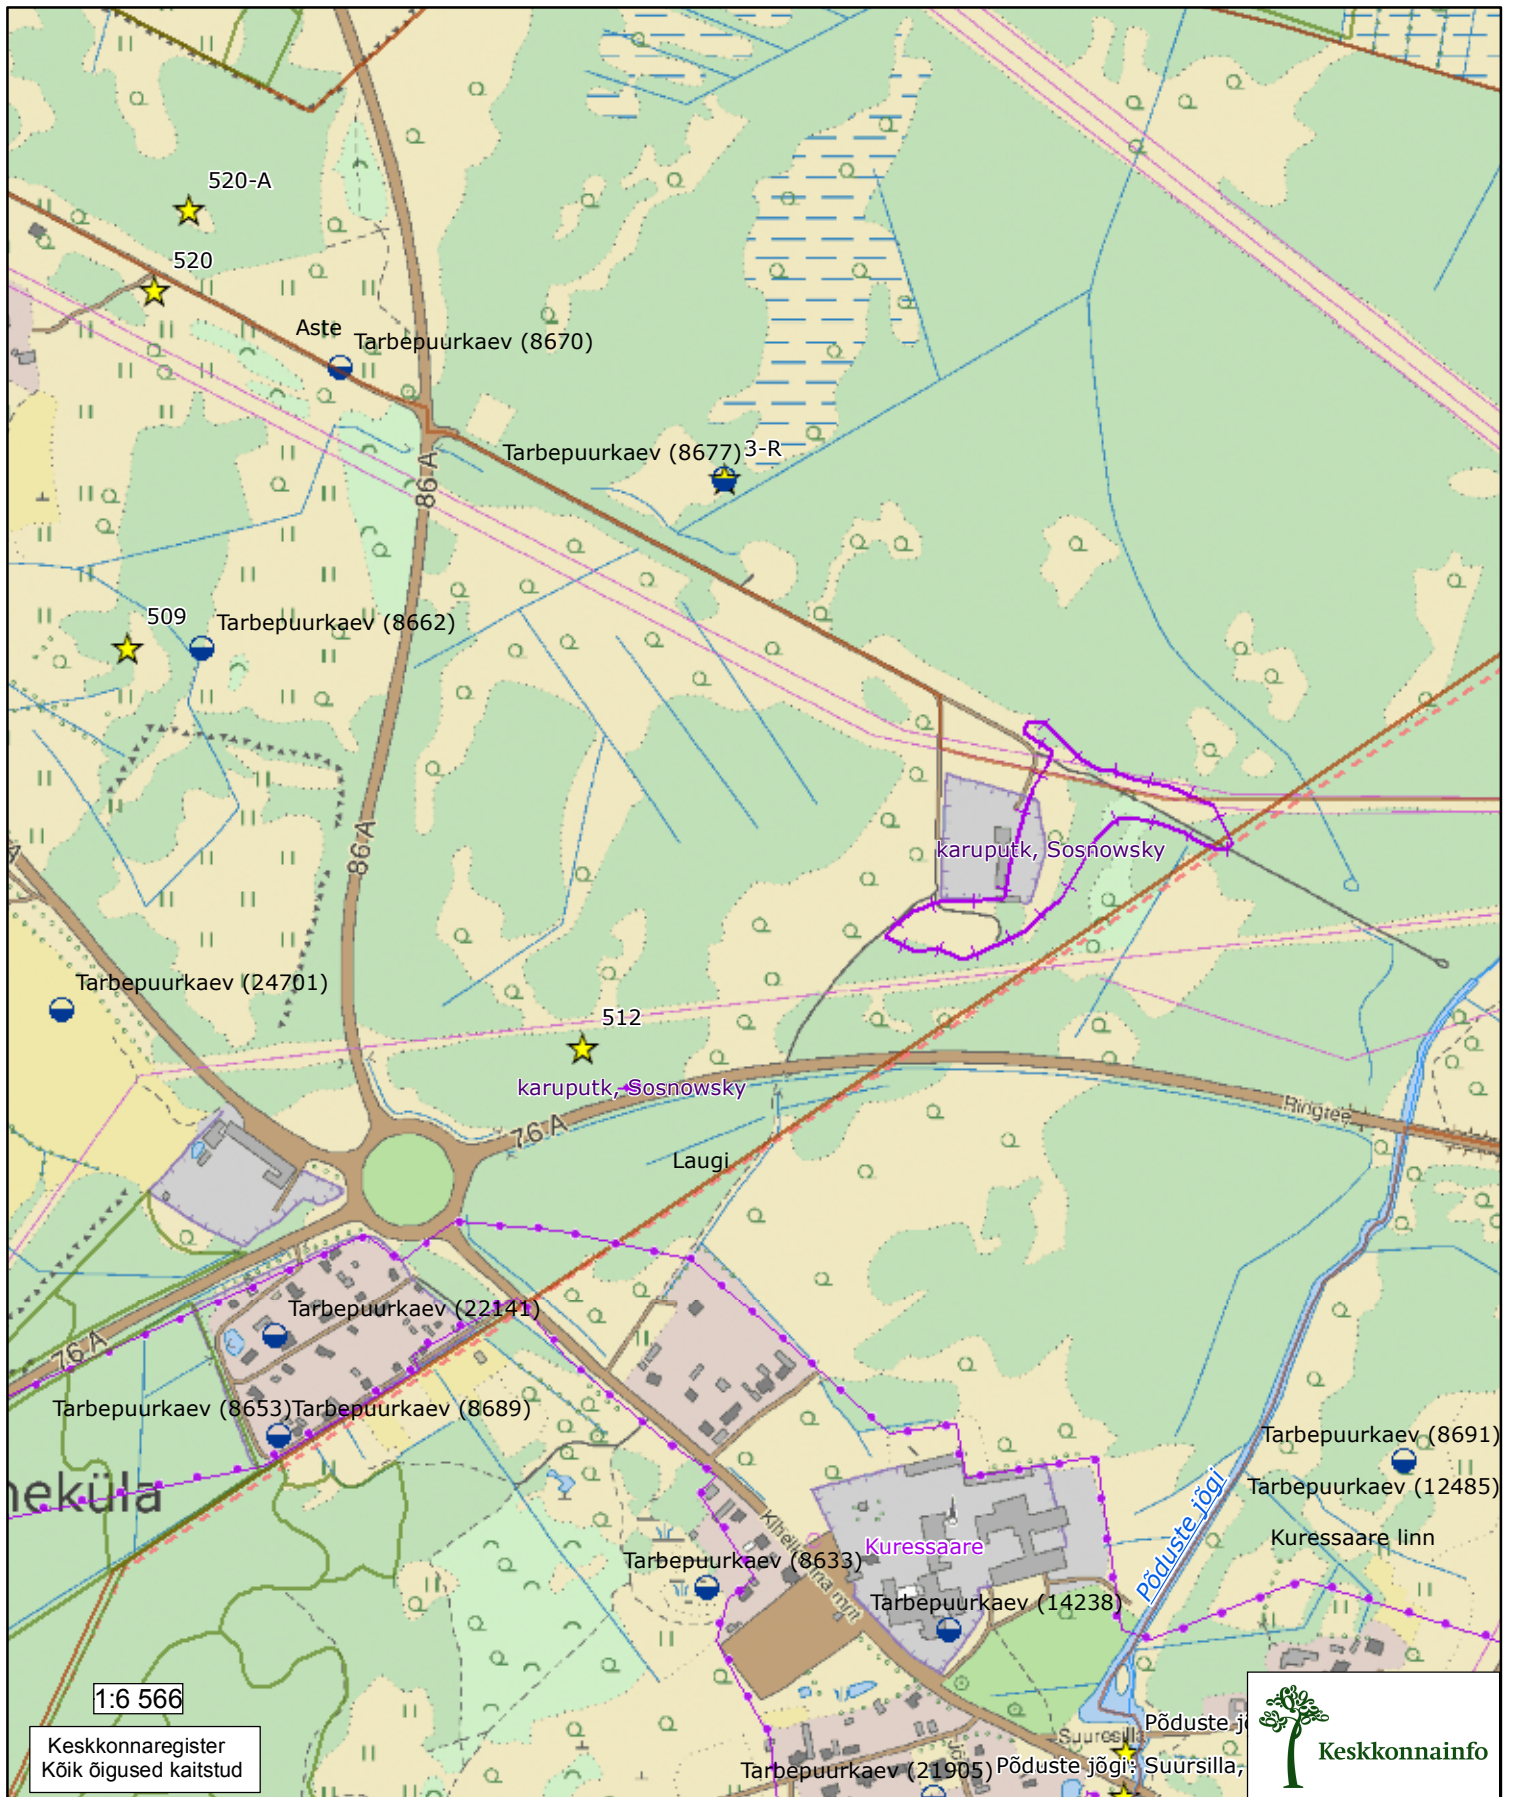 520-A
520
Aste
Tarbepuurkaev (8670)
Tarbepuurkaev (8677)
3-R
86 A
509
Tarbepuurkaev (8662)
86 A
A
karuputk, Sosnowsky
Tarbepuurkaev (24701)
512
karuputk, Sosnowsky
76 A
Ringtee
Laugi
Tarbepuurkaev (22141)
76 A
Tarbepuurkaev (8653)
Tarbepuurkaev (8689)
Tarbepuurkaev (8691)
Tarbepuurkaev (12485)
neküla
Põduste jõgi
Kuressaare linn
Kuressaare
Tarbepuurkaev (8633)
Tarbepuurkaev (14238)
1:6 566
Põduste jõ
Suuresilla
Keskkonnaregister
Kõik õigused kaitstud
Keskkonnainfo
Põduste jõgi: Suursilla,
Tarbepuurkaev (21905)